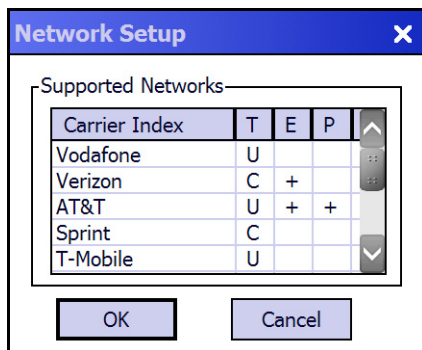 Network Setup X
Supported Networks
Carrier Index T E P
Vodafone U
Verizon C +
AT&T U + +
Sprint C
T-Mobile U
OK Cancel